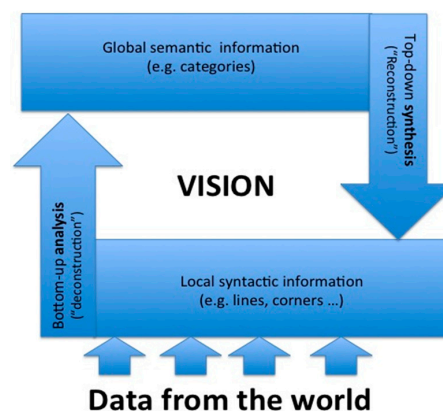 Global semantic information
(e.g. categories)
Top-down synthesis
("Reconstruction")
VISION
Bottom-up analysis
("deconstruction")
Local syntactic information
(e.g. lines, corners ...)
Data from the world